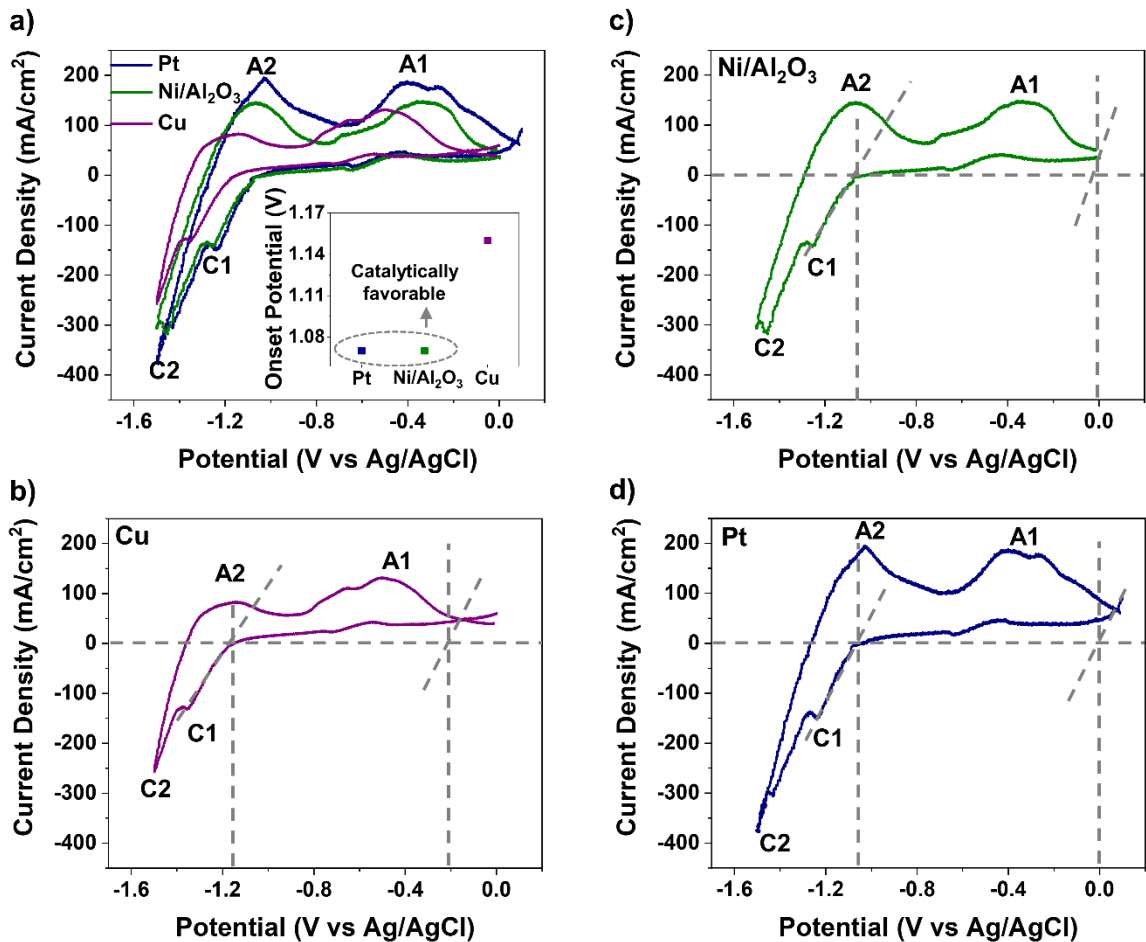 a)
Pt
Ni/Al₂O₃
Cu
A2
A1
C1
C2
200
100
0
-100
-200
-300
-400
Current Density (mA/cm²)
-1.6
-1.2
-0.8
-0.4
0.0
Potential (V vs Ag/AgCl)
1.17
1.14
1.11
1.08
Onset Potential (V)
Catalytically
favorable
Pt
Ni/Al₂O₃
Cu
c)
Ni/Al₂O₃
A2
A1
C1
C2
200
100
0
-100
-200
-300
-400
Current Density (mA/cm²)
-1.6
-1.2
-0.8
-0.4
0.0
Potential (V vs Ag/AgCl)
b)
Cu
A2
A1
C1
C2
200
100
0
-100
-200
-300
-400
Current Density (mA/cm²)
-1.6
-1.2
-0.8
-0.4
0.0
Potential (V vs Ag/AgCl)
d)
Pt
A2
A1
C1
C2
200
100
0
-100
-200
-300
-400
Current Density (mA/cm²)
-1.6
-1.2
-0.8
-0.4
0.0
Potential (V vs Ag/AgCl)